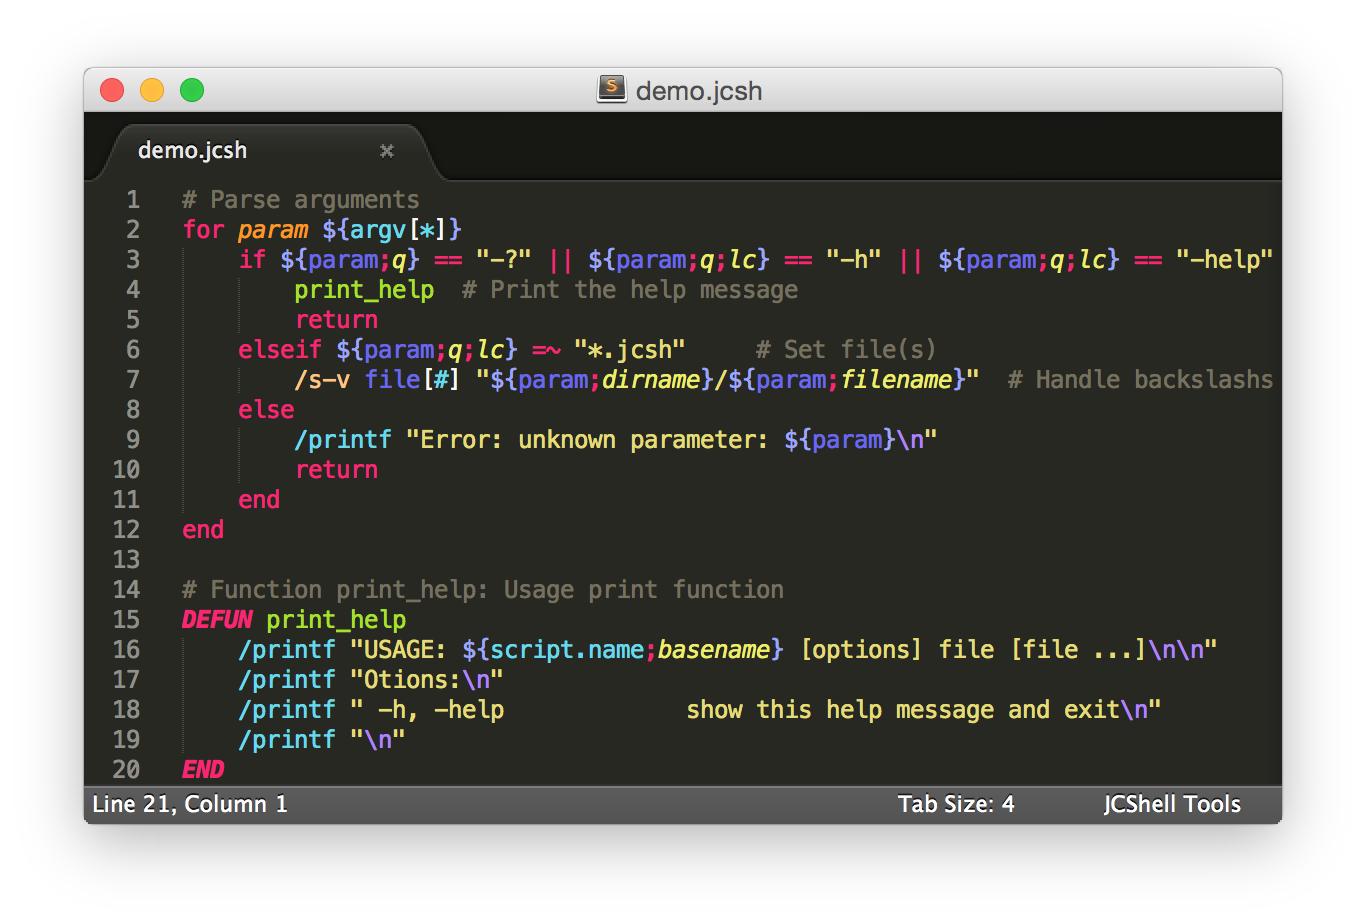 demo.jcsh
demo.jcsh
1 # Parse arguments
2 for param ${argv[*]}
3     if ${param;q} == "-?" || ${param;q;lc} == "-h" || ${param;q;lc} == "-help"
4         print_help  # Print the help message
5         return
6     elseif ${param;q;lc} =~ "*.jcsh"     # Set file(s)
7         /s-v file[#] "${param;dirname}/${param;filename}"  # Handle backslashs
8     else
9         /printf "Error: unknown parameter: ${param}\n"
10         return
11     end
12 end
13
14 # Function print_help: Usage print function
15 DEFUN print_help
16     /printf "USAGE: ${script.name;basename} [options] file [file ...]\n\n"
17     /printf "Otions:\n"
18     /printf " -h, -help             show this help message and exit\n"
19     /printf "\n"
20 END
Line 21, Column 1 Tab Size: 4 JCShell Tools